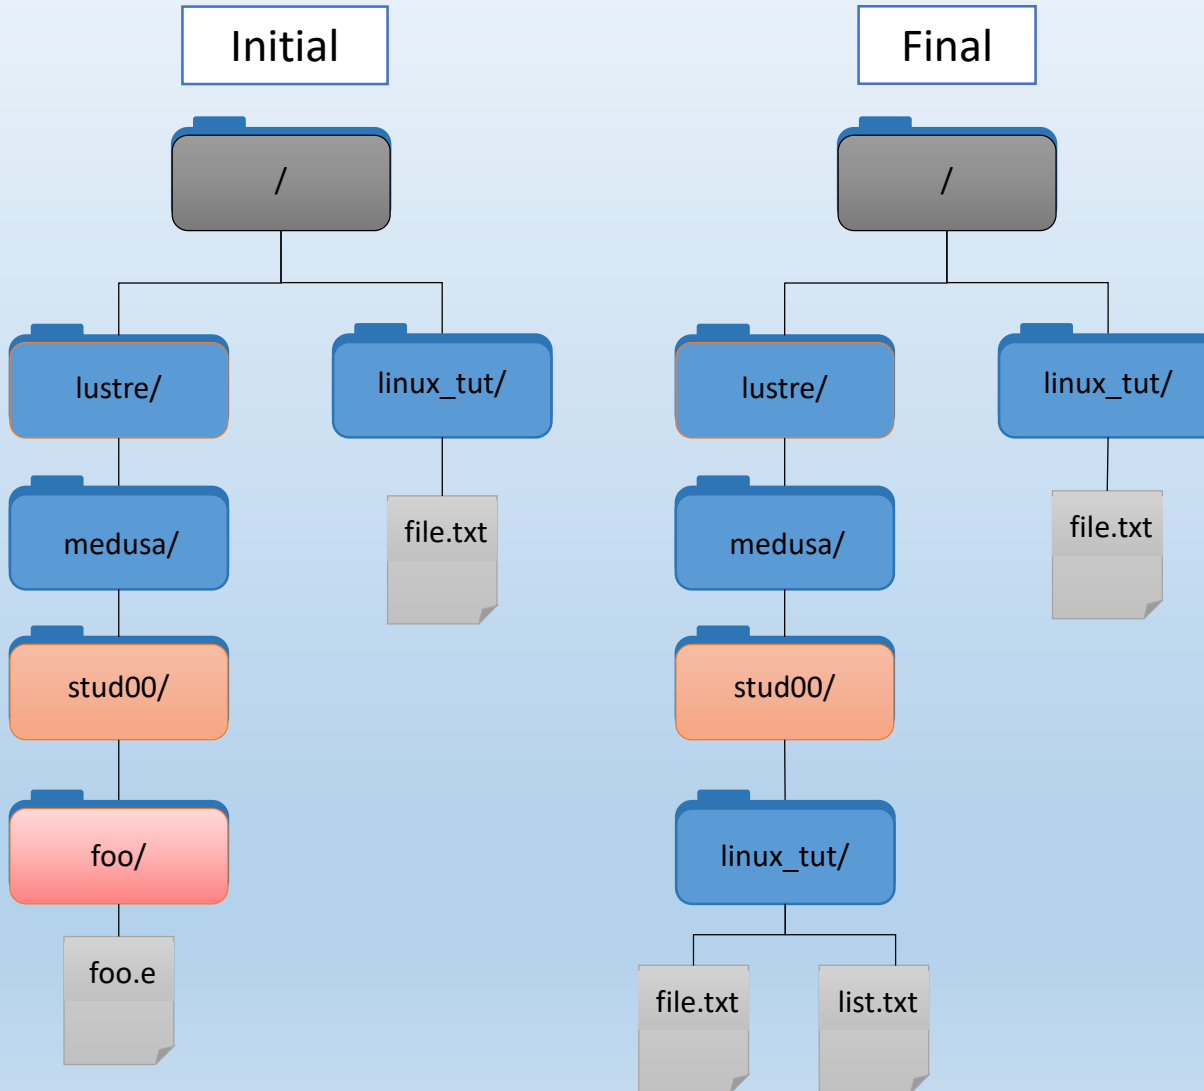 Initial
/
lustre/
linux_tut/
medusa/
file.txt
stud00/
foo/
foo.e
Final
/
lustre/
linux_tut/
medusa/
file.txt
stud00/
linux_tut/
file.txt
list.txt